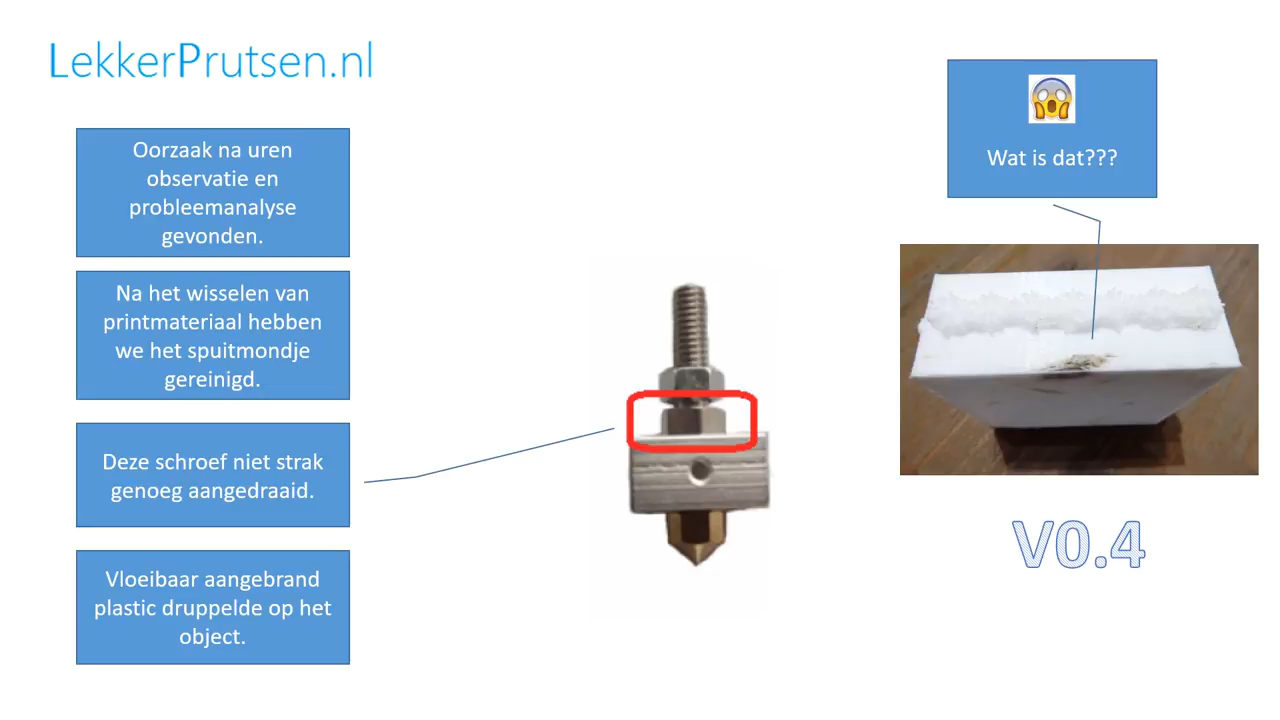 LekkerPrutsen.nl
Oorzaak na uren
observatie en
probleemanalyse
gevonden.
Na het wisselen van
printmateriaal hebben
we het spuitmondje
gereinigd.
Deze schroef niet strak
genoeg aangedraaid.
Vloeibaar aangebrand
plastic druppelde op het
object.
Wat is dat???
V0.4